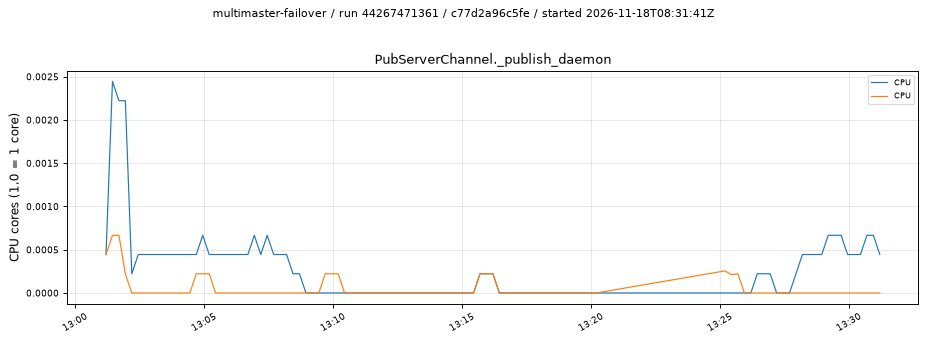 multimaster-failover / run 44267471361 / c77d2a96c5fe / started 2026-11-18T08:31:41Z
PubServerChannel._publish_daemon
CPU cores (1.0 = 1 core)
0.0025
0.0020
0.0015
0.0010
0.0005
0.0000
CPU
CPU
13:00
13:05
13:10
13:15
13:20
13:25
13:30